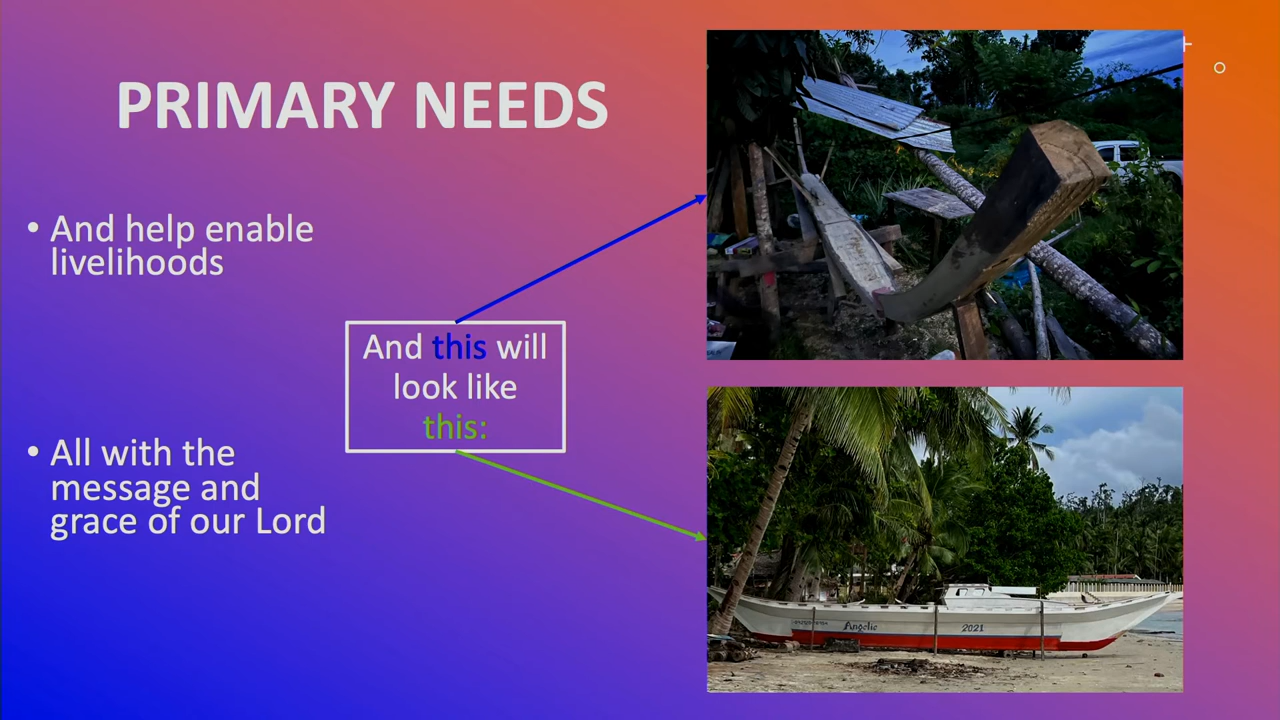 PRIMARY NEEDS
• And help enable
livelihoods
And this will
look like
this:
• All with the
message and
grace of our Lord
Angelie
2021